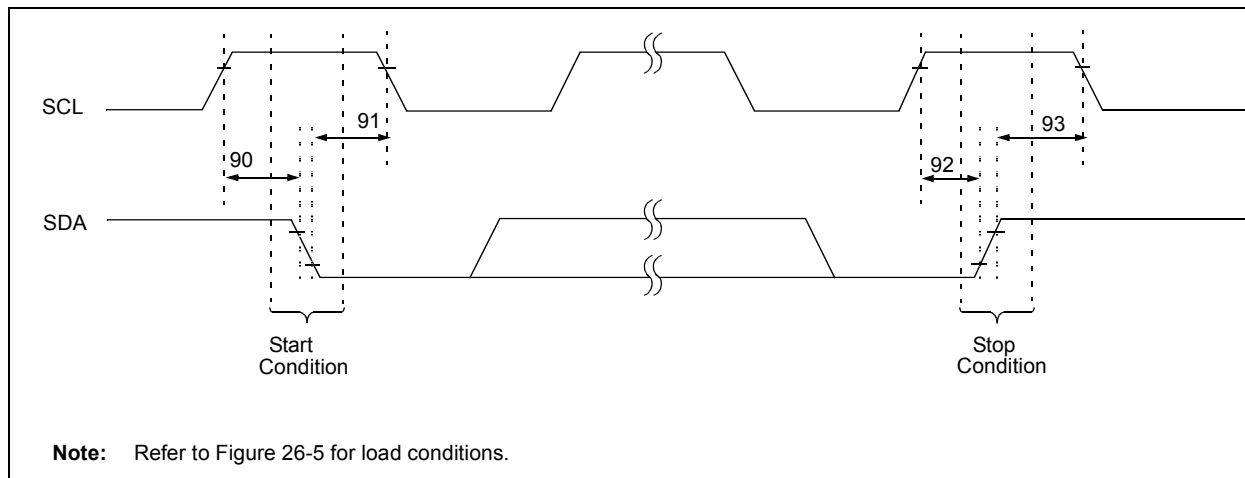 SCL
91
93
90
92
SDA
Start
Condition
Stop
Condition
Note: Refer to Figure 26-5 for load conditions.